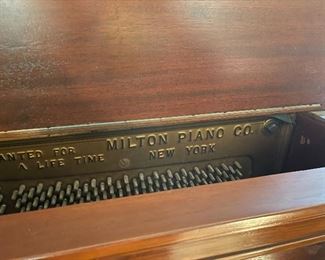 ANTED FOR
A LIFE TIME
MILTON PIANO CO.
NEW YORK